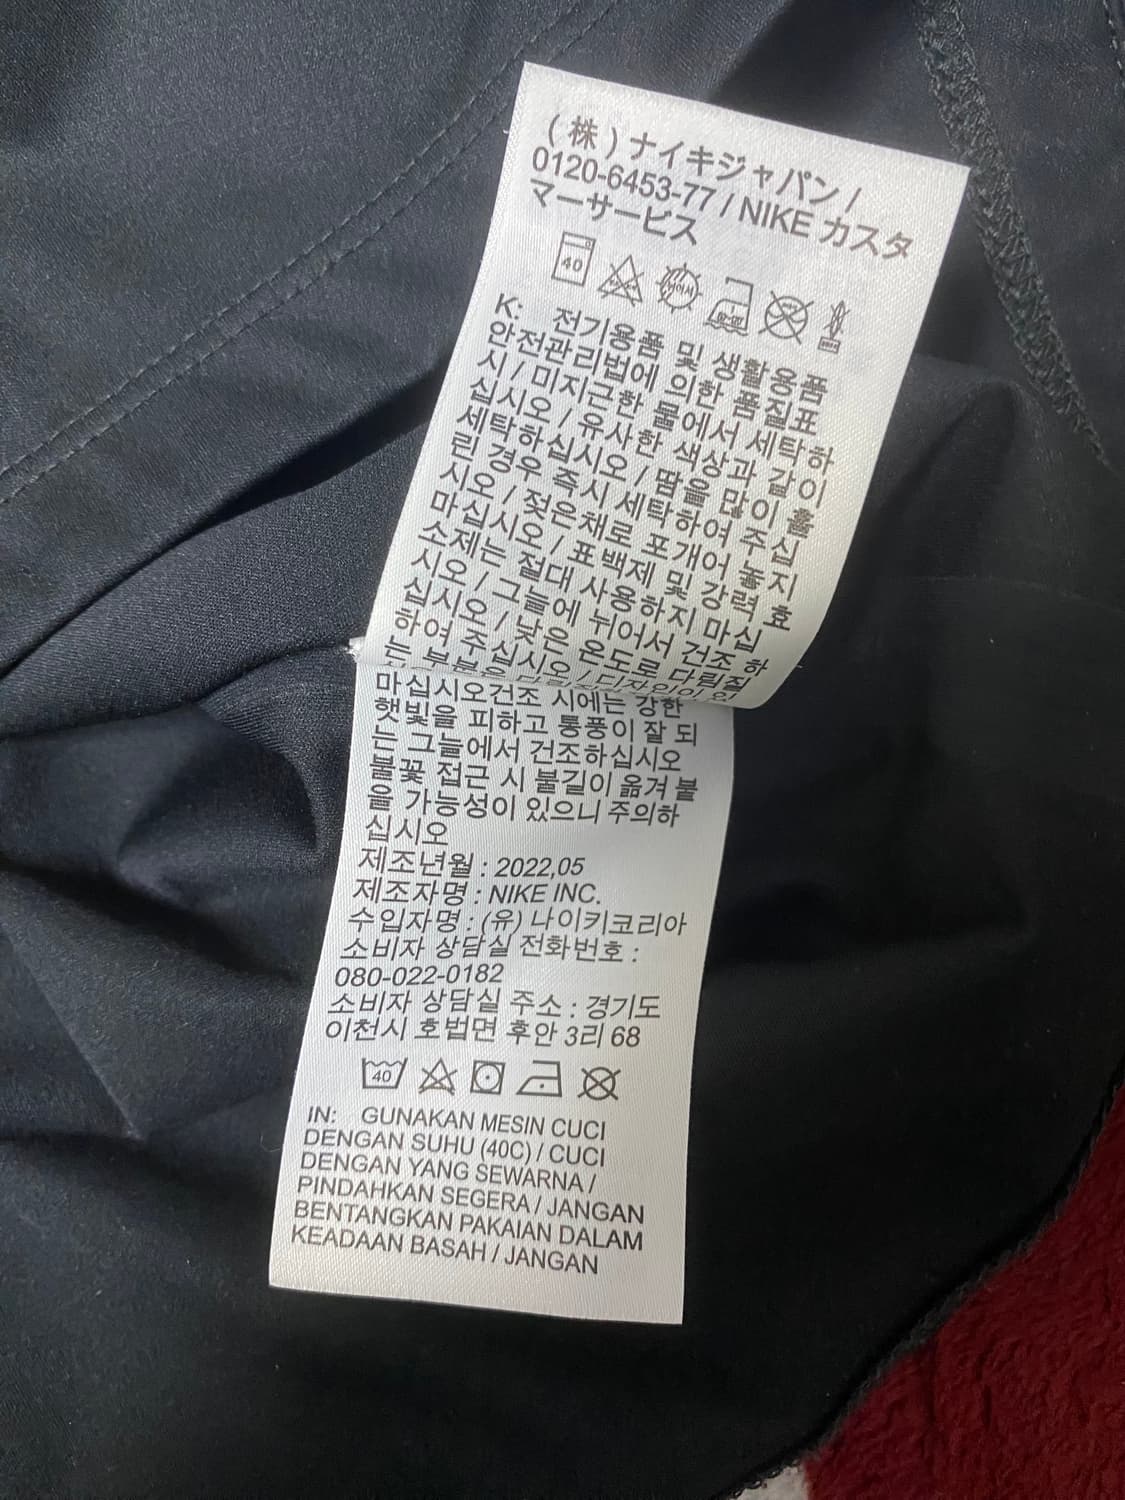 (株)ナイキジャパン /
0120-6453-77 / NIKE カスタ
マーサービス
40
K: 전기용품 및 생활용품
안전관리법에 의한 품질표
시 / 미지근한 물에서 세탁하
십시오 / 유사한 색상과 같이
세탁하십시오 / 땀을 많이 흘
린 경우 즉시 세탁하여 주십
시오 / 젖은채로 포개어 놓지
마십시오 / 표백제 및 강력 효
소제는 절대 사용하지 마십
시오 / 그늘에 뉘어서 건조 하
십시오 / 낮은 온도로 다림질
하여 주십시오 / 디자인이 있
는 부분을
마십시오건조 시에는 강한
햇빛을 피하고 통풍이 잘 되
는 그늘에서 건조하십시오
불꽃 접근 시 불길이 옮겨 붙
을 가능성이 있으니 주의하
십시오
제조년월 : 2022,05
제조자명 : NIKE INC.
수입자명 : (유) 나이키코리아
소비자 상담실 전화번호 :
080-022-0182
소비자 상담실 주소 : 경기도
이천시 호법면 후안 3리 68
40
IN: GUNAKAN MESIN CUCI
DENGAN SUHU (40C) / CUCI
DENGAN YANG SEWARNA /
PINDAHKAN SEGERA / JANGAN
BENTANGKAN PAKAIAN DALAM
KEADAAN BASAH / JANGAN